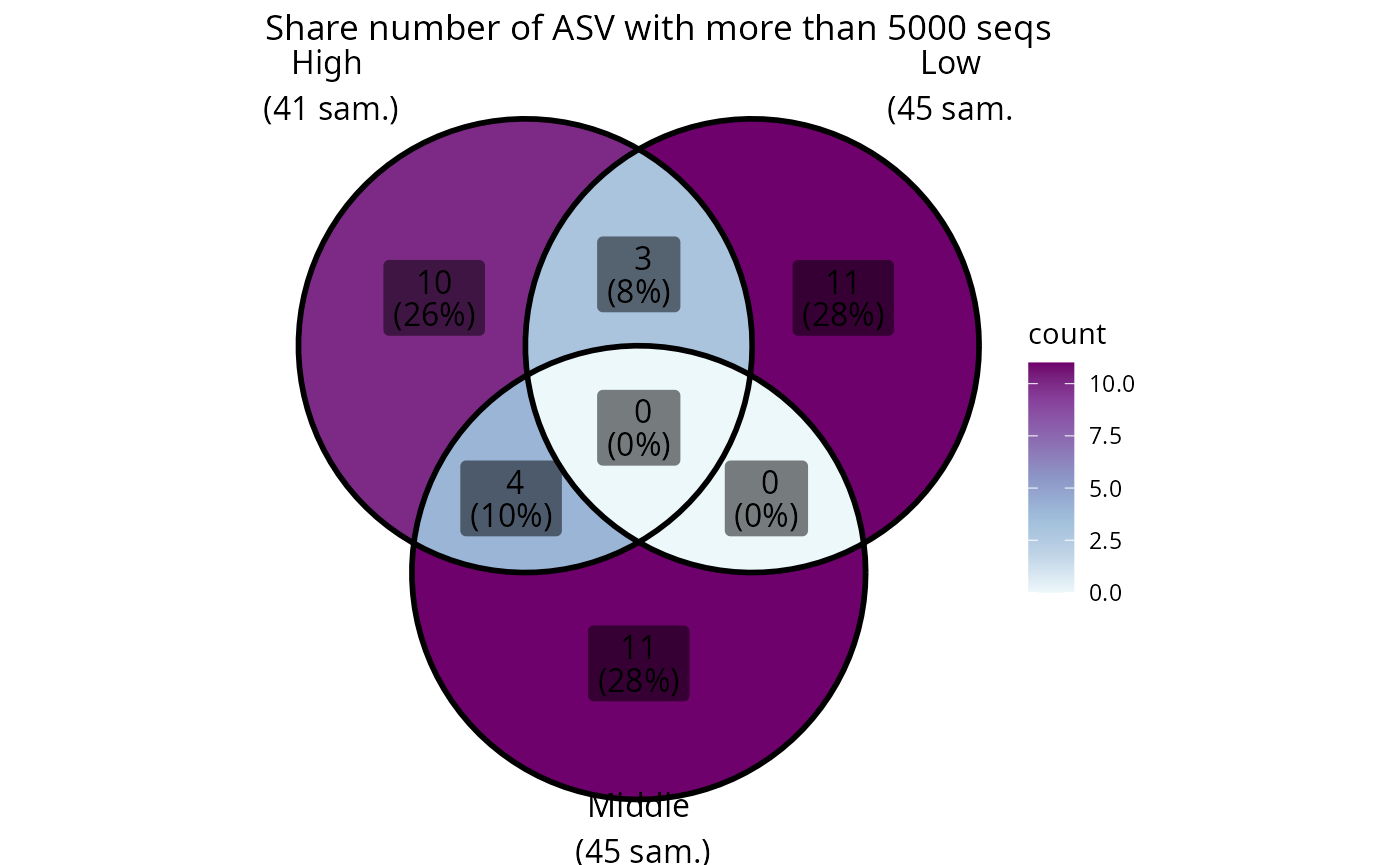 Share number of ASV with more than 5000 seqs
High
(41 sam.)
Low
(45 sam.
10
(26%)
3
(8%)
11
(28%)
0
(0%)
4
(10%)
0
(0%)
11
(28%)
Middle
(45 sam.)
count
10.0
7.5
5.0
2.5
0.0